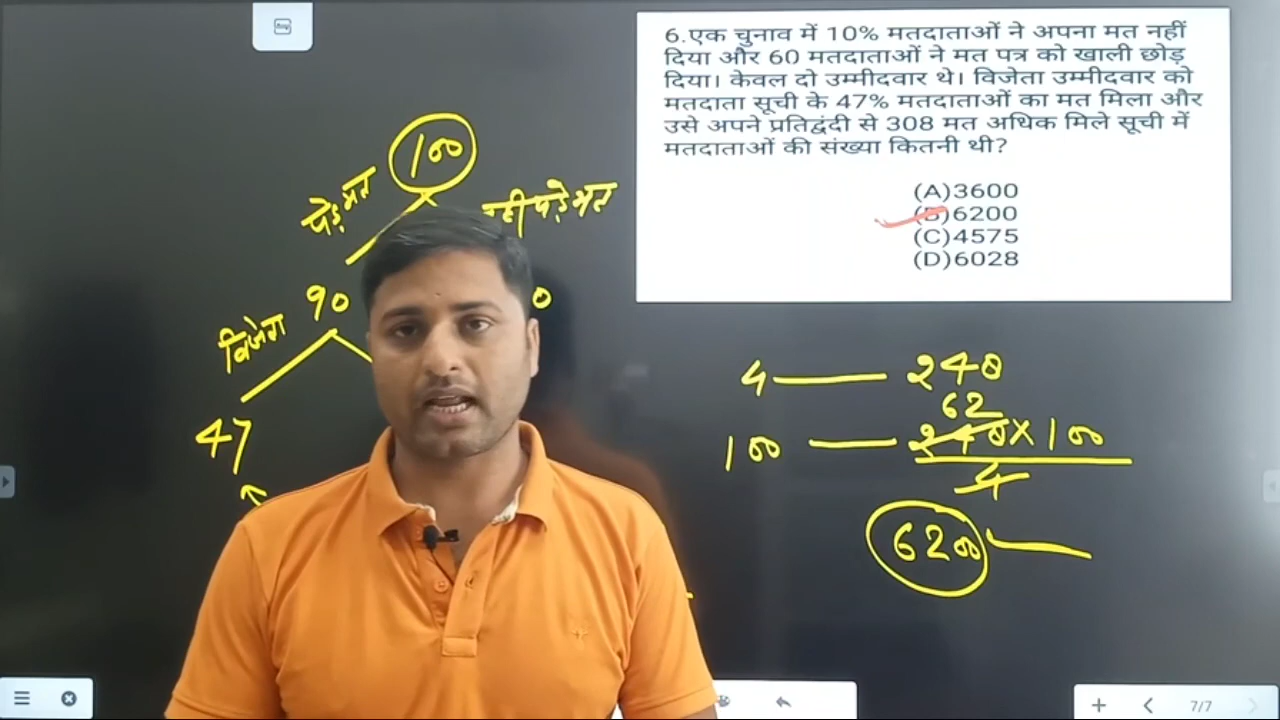 6.एक चुनाव में 10% मतदाताओं ने अपना मत नहीं
दिया और 60 मतदाताओं ने मत पत्र को खाली छोड़
दिया। केवल दो उम्मीदवार थे। विजेता उम्मीदवार को
मतदाता सूची के 47% मतदाताओं का मत मिला और
उसे अपने प्रतिद्वंदी से 308 मत अधिक मिले सूची में
मतदाताओं की संख्या कितनी थी?
(A)3600
(B)6200
(C)4575
(D)6028
100
पड़े मत
पड़े मत
90
0
विजेता
47
4 — 248
62
100 — 248 x 100
4
6200
7/7